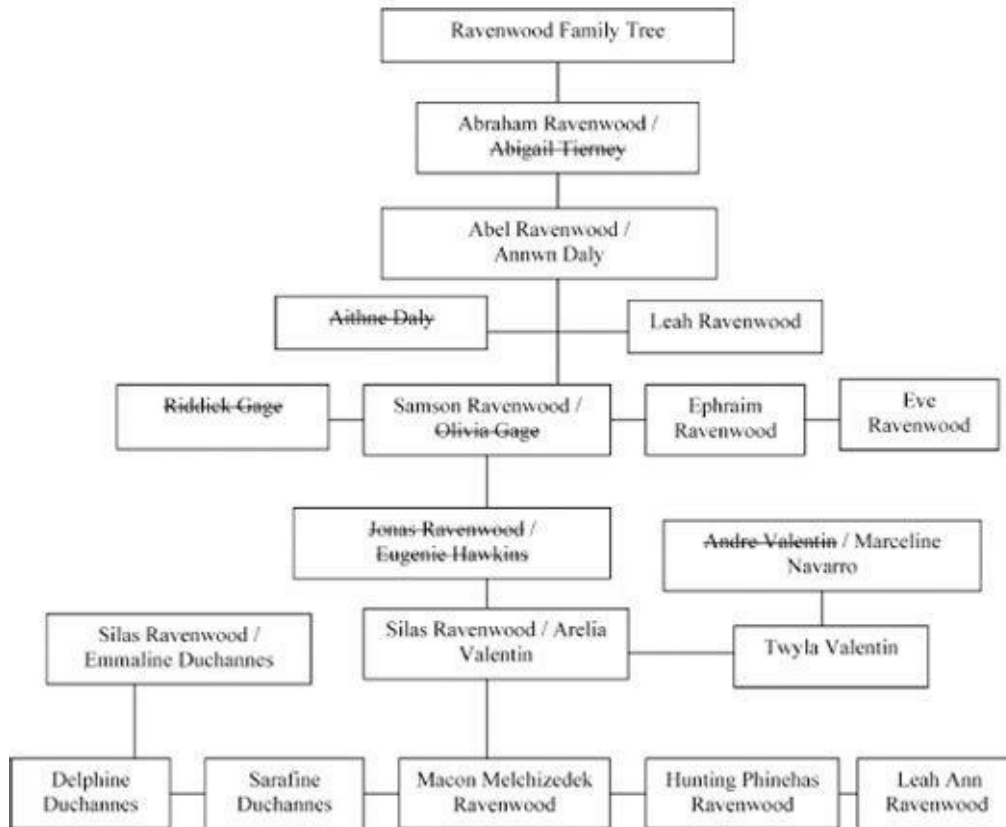 Ravenwood Family Tree
Abraham Ravenwood /
Abigail Tierney
Abel Ravenwood /
Annwn Daly
Aithne Daly
Leah Ravenwood
Riddick Gage
Samson Ravenwood /
Olivia Gage
Ephraim
Ravenwood
Eve
Ravenwood
Jonas Ravenwood /
Eugenie Hawkins
Andre Valentin / Marceline
Navarro
Silas Ravenwood /
Emmaline Duchannes
Silas Ravenwood / Arelia
Valentin
Twyla Valentin
Delphine
Duchannes
Sarafine
Duchannes
Macon Melchizedek
Ravenwood
Hunting Phinehas
Ravenwood
Leah Ann
Ravenwood